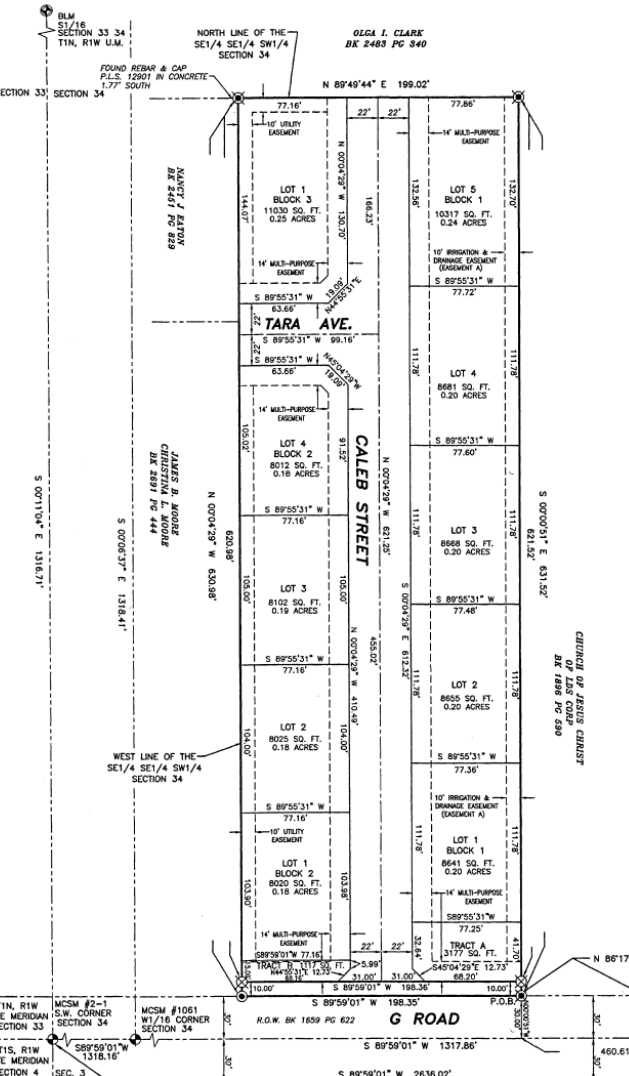 BLM
S1/16
SECTION 33 34
T1N, R1W U.M.
NORTH LINE OF THE
SE1/4 SE1/4 SW1/4
SECTION 34
OLGA I. CLARK
BK 2483 PG 340
FOUND REBAR & CAP
P.L.S. 12901 IN CONCRETE
1.77' SOUTH
ECTION 33 SECTION 34
N 89°49'44" E 199.02'
77.16'
22'
22'
77.86'
10' UTILITY
EASEMENT
14' MULTI-PURPOSE
EASEMENT
NANCY J EATON
BK 2451 PG 829
144.07'
LOT 1
BLOCK 3
11030 SQ. FT.
0.25 ACRES
N 00°04'29" W 130.70'
166.23'
132.56'
LOT 5
BLOCK 1
10317 SQ. FT.
0.24 ACRES
132.70'
14' MULTI-PURPOSE
EASEMENT
10' IRRIGATION &
DRAINAGE EASEMENT
(EASEMENT A)
19.09'
N44°55'31"E
S 89°55'31" W
63.66'
S 89°55'31" W
77.72'
22'
TARA AVE.
S 89°55'31" W 99.16'
22'
S 89°55'31" W
63.66'
N45°04'29"W
19.09'
111.78'
LOT 4
8681 SQ. FT.
0.20 ACRES
111.78'
14' MULTI-PURPOSE
EASEMENT
105.02'
LOT 4
BLOCK 2
8012 SQ. FT.
0.18 ACRES
91.52'
CALEB STREET
S 89°55'31" W
77.60'
JAMES B. MOORE
CHRISTINA L. MOORE
BK 2691 PG 444
S 00°11'04" E 1316.71'
S 00°06'37" E 1318.41'
N 00°04'29" W 630.98'
620.98'
S 89°55'31" W
77.16'
N 00°04'29" W 621.25'
111.78'
LOT 3
8668 SQ. FT.
0.20 ACRES
111.78'
S 00°00'51" E 631.52'
621.52'
105.00'
LOT 3
8102 SQ. FT.
0.19 ACRES
105.00'
S 00°04'29" E 612.32'
S 89°55'31" W
77.48'
N 00°04'29" W 410.49'
455.02'
S 89°55'31" W
77.16'
CHURCH OF JESUS CHRIST
OF LDS CORP
BK 1896 PG 590
111.78'
LOT 2
8655 SQ. FT.
0.20 ACRES
111.78'
WEST LINE OF THE
SE1/4 SE1/4 SW1/4
SECTION 34
104.00'
LOT 2
8025 SQ. FT.
0.18 ACRES
104.00'
S 89°55'31" W
77.36'
S 89°55'31" W
77.16'
10' UTILITY
EASEMENT
10' IRRIGATION &
DRAINAGE EASEMENT
(EASEMENT A)
103.90'
LOT 1
BLOCK 2
8020 SQ. FT.
0.18 ACRES
103.98'
111.78'
LOT 1
BLOCK 1
8641 SQ. FT.
0.20 ACRES
111.78'
14' MULTI-PURPOSE
EASEMENT
14' MULTI-PURPOSE
EASEMENT
S89°55'31"W
77.25'
S89°59'01"W 77.16'
22'
22'
32.64'
TRACT A
3177 SQ. FT.
41.70'
TRACT B 1117 SQ. FT.
5.99'
N44°55'31"E 12.73'
68.16'
31.00'
31.00'
S45°04'29"E 12.73'
68.20'
N 86°17
10.00'
S 89°59'01" W 198.36'
10.00'
S 89°59'01" W 198.35'
P.O.B.
30.00'
T1N, R1W
E MERIDIAN
ECTION 33
MCSM #2-1
S.W. CORNER
SECTION 34
MCSM #1061
W1/16 CORNER
SECTION 34
30'
R.O.W. BK 1659 PG 622
G ROAD
30'
S89°59'01"W
1318.16'
S 89°59'01" W 1317.86'
T1S, R1W
E MERIDIAN
ECTION 4
SEC. 3
30'
30'
460.61
S 89°59'01" W 2636.02'